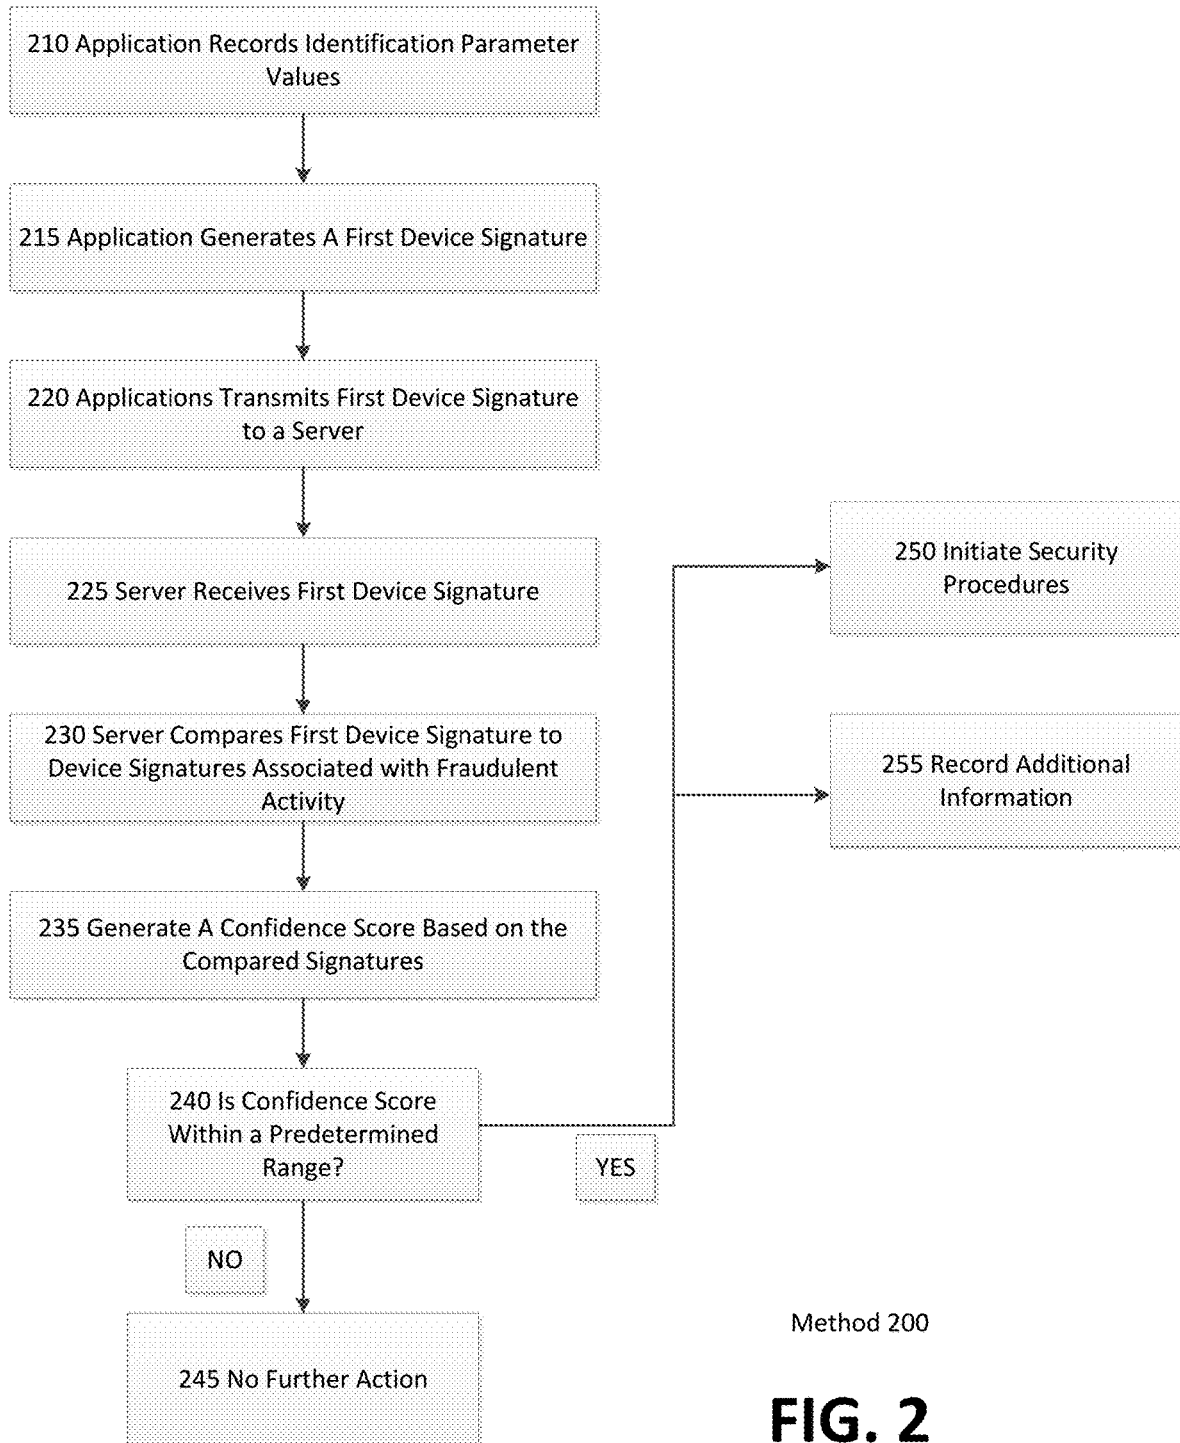 210 Application Records Identification Parameter
Values
215 Application Generates A First Device Signature
220 Applications Transmits First Device Signature
to a Server
225 Server Receives First Device Signature
230 Server Compares First Device Signature to
Device Signatures Associated with Fraudulent
Activity
235 Generate A Confidence Score Based on the
Compared Signatures
240 Is Confidence Score
Within a Predetermined
Range?
YES
250 Initiate Security
Procedures
255 Record Additional
Information
NO
245 No Further Action
Method 200
FIG. 2